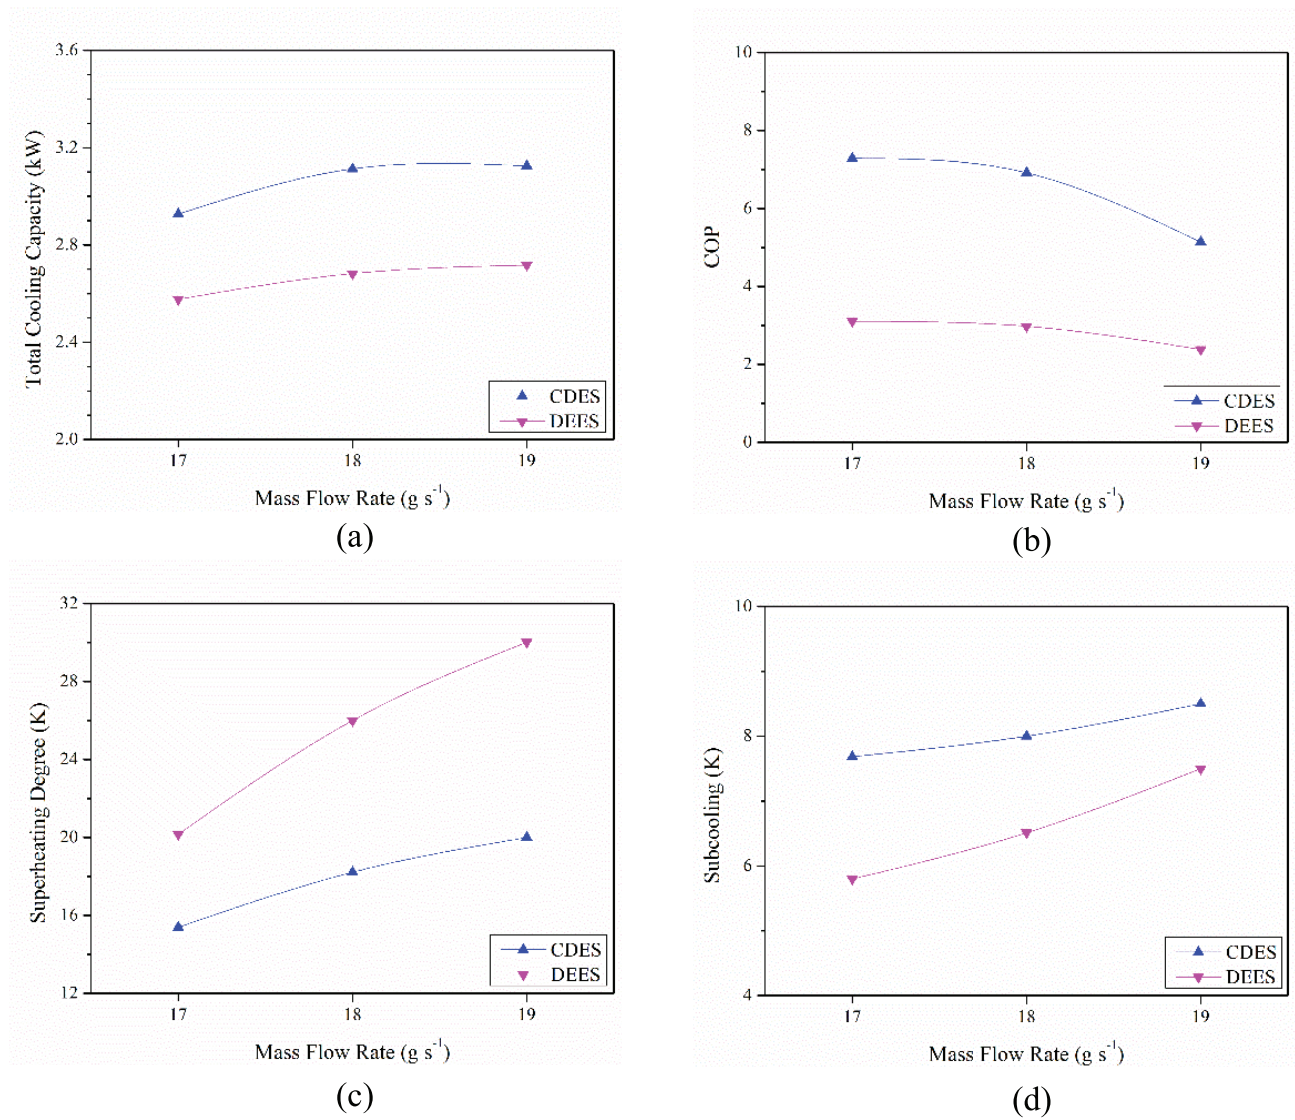 3.6
3.2
2.8
2.4
2.0
Total Cooling Capacity (kW)
CDES
DEES
17 18 19
Mass Flow Rate (g s⁻¹)
(a)
10
8
6
4
2
0
COP
CDES
DEES
17 18 19
Mass Flow Rate (g s⁻¹)
(b)
32
28
24
20
16
12
Superheating Degree (K)
CDES
DEES
17 18 19
Mass Flow Rate (g s⁻¹)
(c)
10
8
6
4
Subcooling (K)
CDES
DEES
17 18 19
Mass Flow Rate (g s⁻¹)
(d)